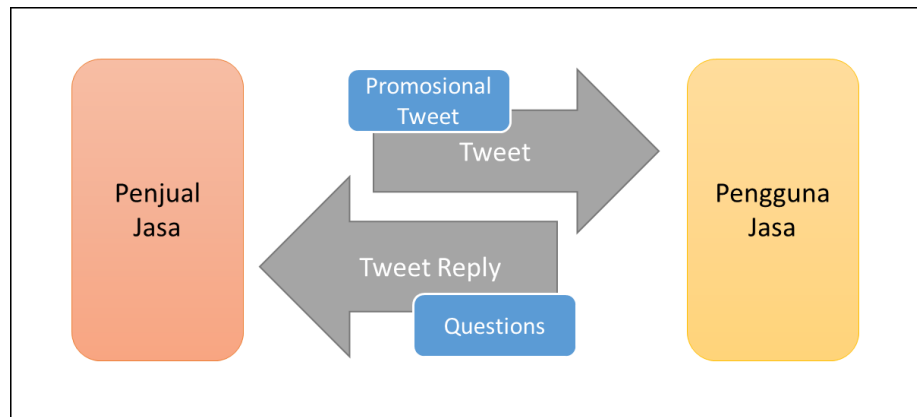 Penjual
Jasa
Promosional
Tweet
Tweet
Tweet Reply
Questions
Pengguna
Jasa